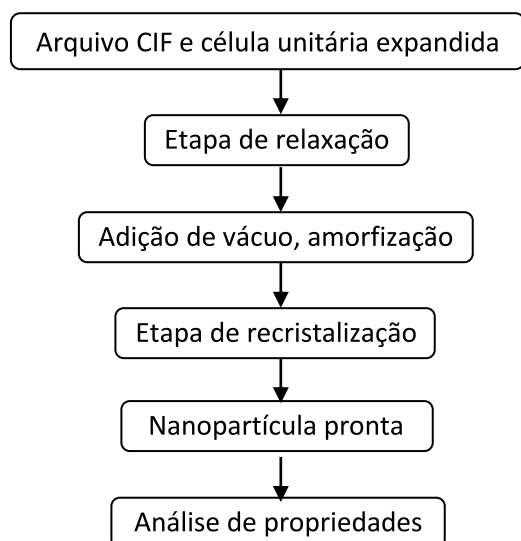 Arquivo CIF e célula unitária expandida
Etapa de relaxação
Adição de vácuo, amorfização
Etapa de recristalização
Nanopartícula pronta
Análise de propriedades